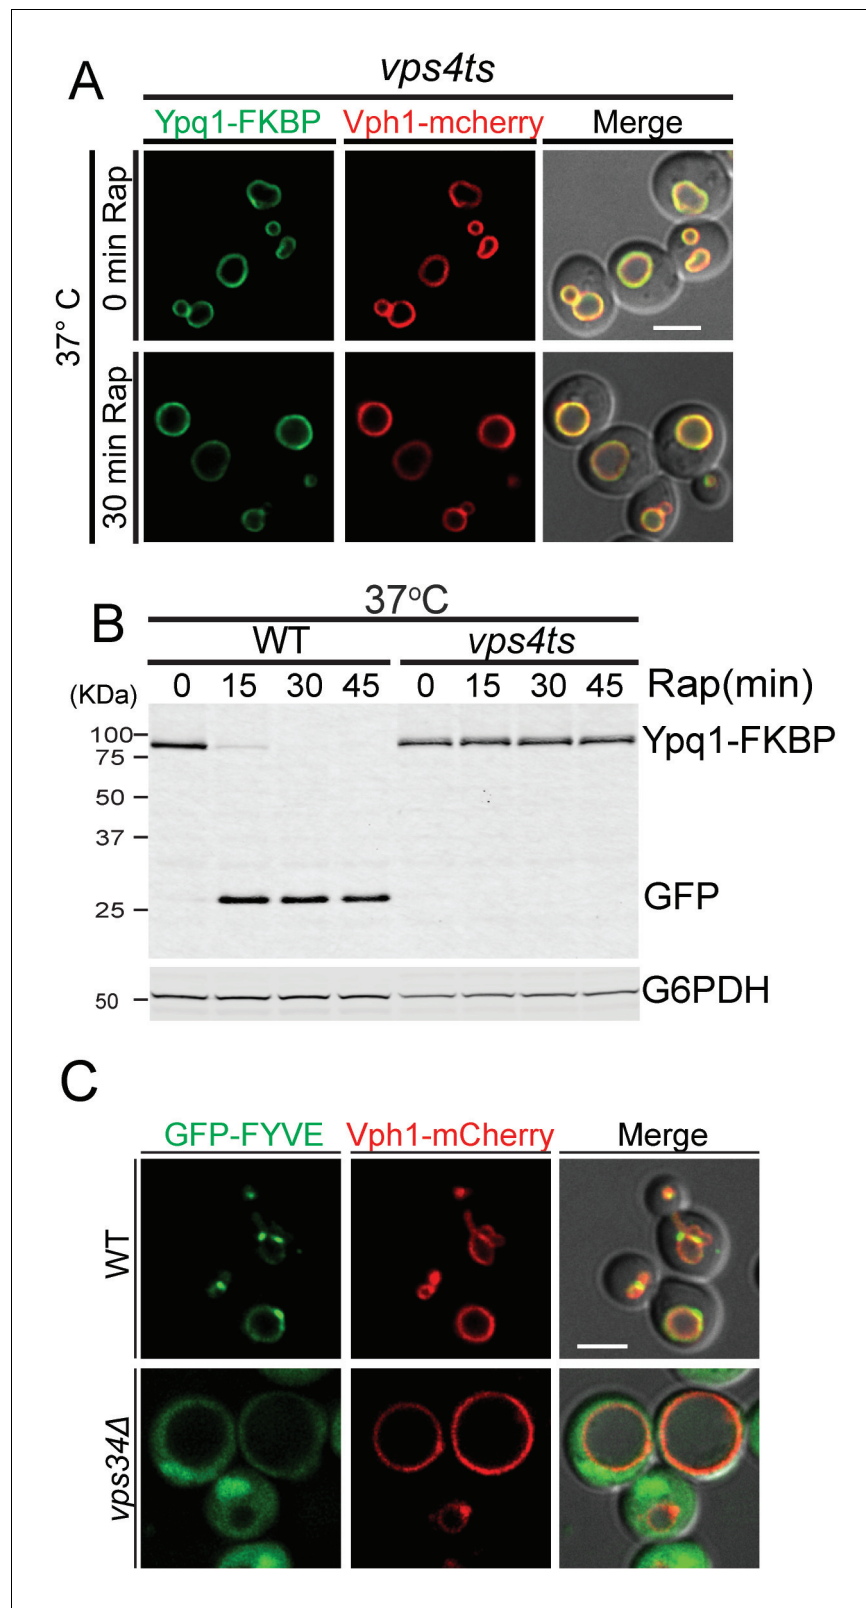 A
vps4ts
Ypq1-FKBP Vph1-mcherry Merge
37° C
0 min Rap
30 min Rap
B
37°C
WT vps4ts
(KDa) 0 15 30 45 0 15 30 45 Rap(min)
100
75
50
37
25
Ypq1-FKBP
GFP
50
G6PDH
C
GFP-FYVE Vph1-mCherry Merge
WT
vps34Δ